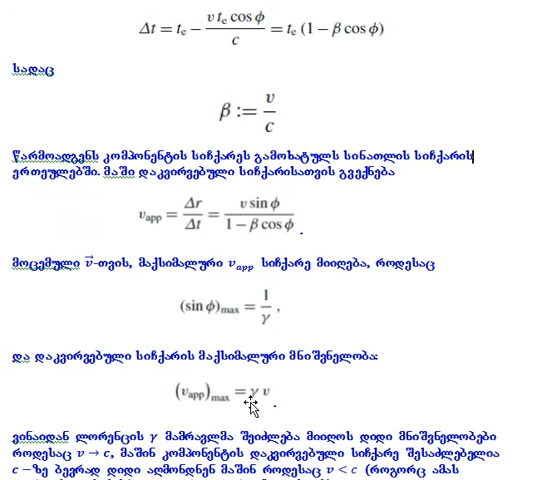 Δt = t_e − v t_e cos ϕ / c = t_e (1 − β cos ϕ)
სადაც
β := v / c
წარმოადგენს კომპონენტის სიჩქარეს გამოხატულს სინათლის სიჩქარის
ერთეულებში. მაში დაკვირვებული სიჩქარისათვის გვექნება
v_app = Δr / Δt = v sin ϕ / (1 − β cos ϕ) .
მოცემული v⃗-თვის, მაქსიმალური v_app სიჩქარე მიიღება, როდესაც
(sin ϕ)_max = 1 / γ ,
და დაკვირვებული სიჩქარის მაქსიმალური მნიშვნელობა:
(v_app)_max = γ v .
ვინაიდან ლორენცის γ მამრავლმა შეიძლება მიიღოს დიდი მნიშვნელობები
როდესაც v → c, მაშინ კომპონენტის დაკვირვებული სიჩქარე შესაძლებელია
c −ზე ბევრად დიდი აღმონდნენ მაშინ როდესაც v < c (როგორც ამას